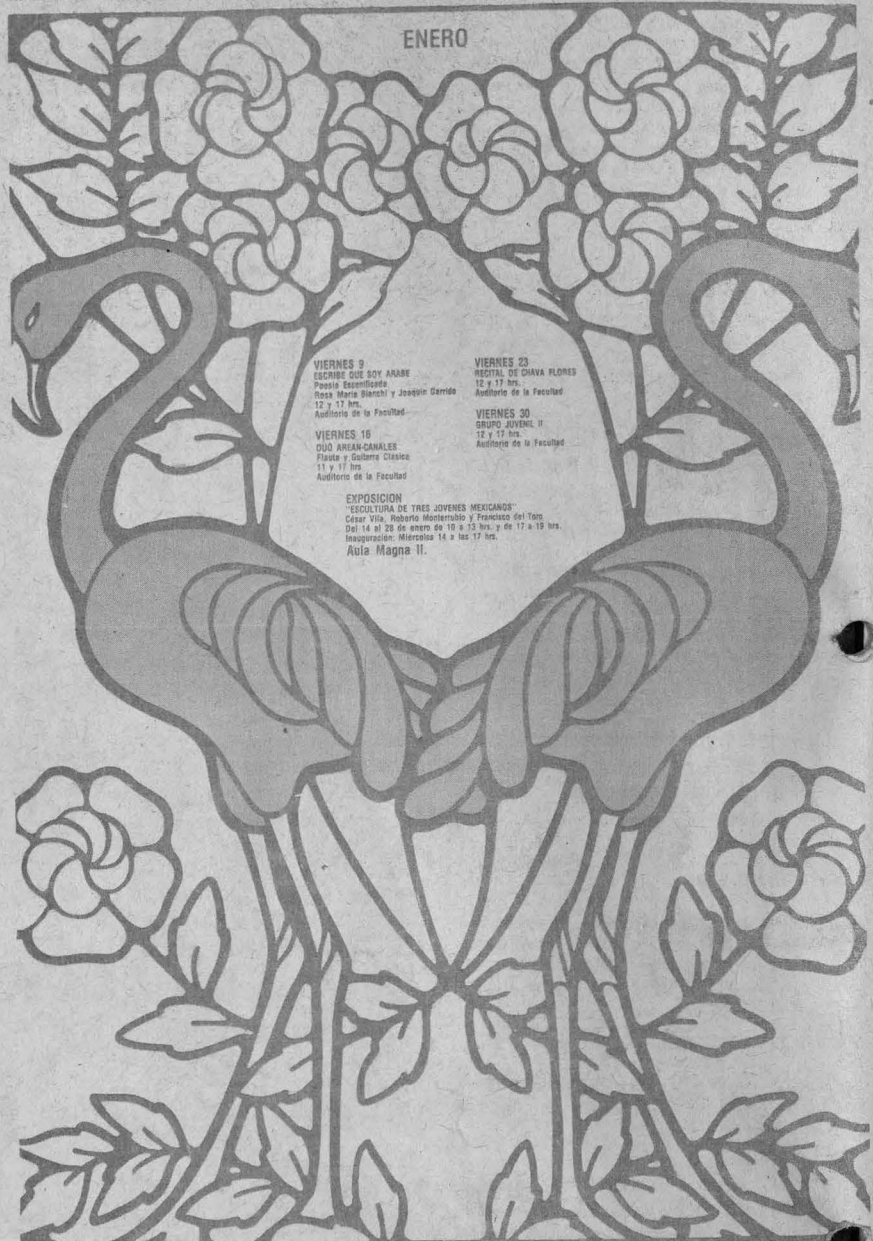 ENERO
VIERNES 9
ESCRIBE QUE SOY ARABE
Poesía Escenificada
Rosa María Bianchi y Joaquín Garrido
12 y 17 hrs.
Auditorio de la Facultad
VIERNES 16
DUO AREAN-CANALES
Flauta y Guitarra Clásica
11 y 17 hrs
Auditorio de la Facultad
VIERNES 23
RECITAL DE CHAVA FLORES
12 y 17 hrs.
Auditorio de la Facultad
VIERNES 30
GRUPO JUVENIL II
12 y 17 hrs.
Auditorio de la Facultad
EXPOSICION
"ESCULTURA DE TRES JOVENES MEXICANOS"
César Vila, Roberto Monterrubio y Francisco del Toro
Del 14 al 28 de enero de 10 a 13 hrs. y de 17 a 19 hrs.
Inauguración: Miércoles 14 a las 17 hrs.
Aula Magna II.